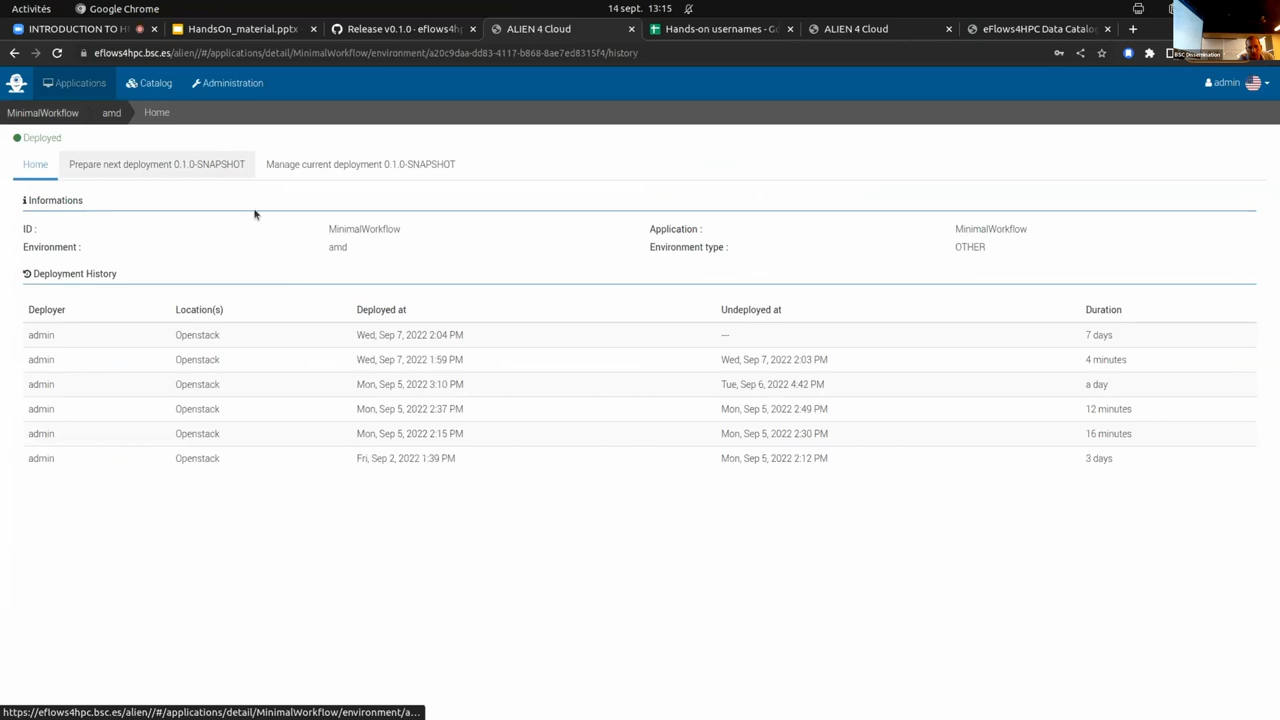 Activités
Google Chrome
14 sept. 13:15
INTRODUCTION TO H
HandsOn_material.pptx
Release v0.1.0 · eflows4h
ALIEN 4 Cloud
Hands-on usernames - Go
ALIEN 4 Cloud
eFlows4HPC Data Catalog
eflows4hpc.bsc.es/alien//#/applications/detail/MinimalWorkflow/environment/a20c9daa-dd83-4117-b868-8ae7ed8315f4/history
BSC Dissemination
Applications
Catalog
Administration
admin
MinimalWorkflow
amd
Home
Deployed
Home
Prepare next deployment 0.1.0-SNAPSHOT
Manage current deployment 0.1.0-SNAPSHOT
Informations
ID : MinimalWorkflow Application : MinimalWorkflow
Environment : amd Environment type : OTHER
Deployment History
Deployer Location(s) Deployed at Undeployed at Duration
admin Openstack Wed, Sep 7, 2022 2:04 PM --- 7 days
admin Openstack Wed, Sep 7, 2022 1:59 PM Wed, Sep 7, 2022 2:03 PM 4 minutes
admin Openstack Mon, Sep 5, 2022 3:10 PM Tue, Sep 6, 2022 4:42 PM a day
admin Openstack Mon, Sep 5, 2022 2:37 PM Mon, Sep 5, 2022 2:49 PM 12 minutes
admin Openstack Mon, Sep 5, 2022 2:15 PM Mon, Sep 5, 2022 2:30 PM 16 minutes
admin Openstack Fri, Sep 2, 2022 1:39 PM Mon, Sep 5, 2022 2:12 PM 3 days
https://eflows4hpc.bsc.es/alien//#/applications/detail/MinimalWorkflow/environment/a...